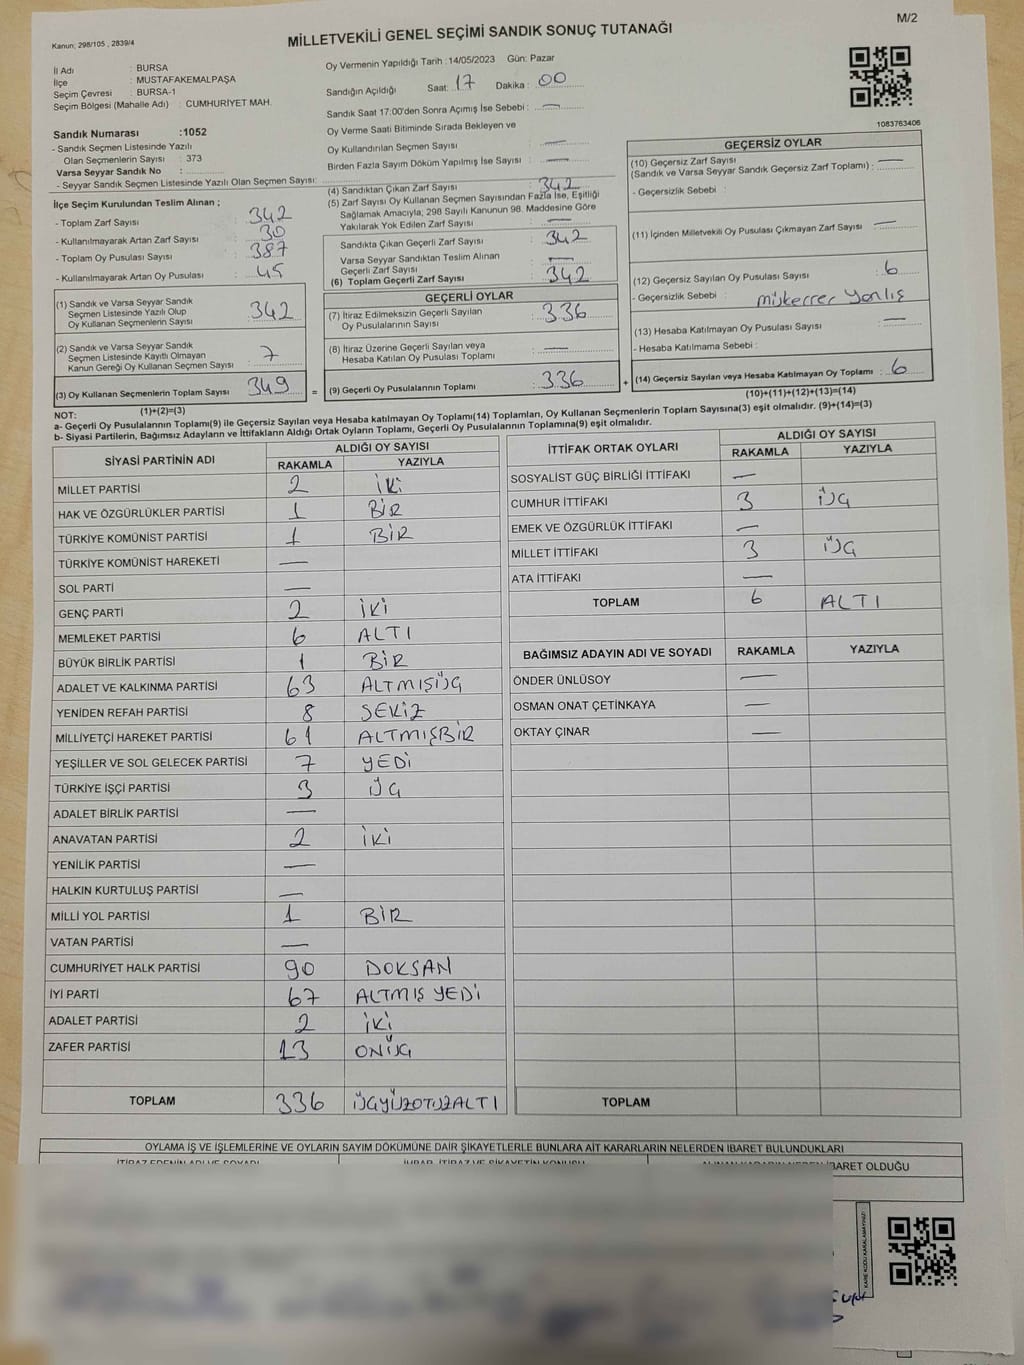 M/2
Kanun; 298/105 , 2839/4
MİLLETVEKİLİ GENEL SEÇİMİ SANDIK SONUÇ TUTANAĞI
İl Adı : BURSA
İlçe : MUSTAFAKEMALPAŞA
Seçim Çevresi : BURSA-1
Seçim Bölgesi (Mahalle Adı) : CUMHURİYET MAH.
Sandık Numarası :1052
- Sandık Seçmen Listesinde Yazılı
Olan Seçmenlerin Sayısı : 373
Varsa Seyyar Sandık No :
- Seyyar Sandık Seçmen Listesinde Yazılı Olan Seçmen Sayısı:
Oy Vermenin Yapıldığı Tarih :14/05/2023 Gün: Pazar
Sandığın Açıldığı Saat: 17 Dakika : 00
Sandık Saat 17:00'den Sonra Açımış İse Sebebi : —
Oy Verme Saati Bitiminde Sırada Bekleyen ve
Oy Kullandırılan Seçmen Sayısı : —
Birden Fazla Sayım Döküm Yapılmış İse Sayısı : —
1083763406
İlçe Seçim Kurulundan Teslim Alınan ;
- Toplam Zarf Sayısı : 342
- Kullanılmayarak Artan Zarf Sayısı : 30
- Toplam Oy Pusulası Sayısı : 387
- Kullanılmayarak Artan Oy Pusulası : 45
(1) Sandık ve Varsa Seyyar Sandık
Seçmen Listesinde Yazılı Olup
Oy Kullanan Seçmenlerin Sayısı : 342
(2) Sandık ve Varsa Seyyar Sandık
Seçmen Listesinde Kayıtlı Olmayan
Kanun Gereği Oy Kullanan Seçmen Sayısı : 7
(3) Oy Kullanan Seçmenlerin Toplam Sayısı : 349 =
(1)+(2)=(3)
(4) Sandıktan Çıkan Zarf Sayısı : 342
(5) Zarf Sayısı Oy Kullanan Seçmen Sayısından Fazla İse, Eşitliği
Sağlamak Amacıyla, 298 Sayılı Kanunun 98. Maddesine Göre
Yakılarak Yok Edilen Zarf Sayısı : —
Sandıkta Çıkan Geçerli Zarf Sayısı : 342
Varsa Seyyar Sandıktan Teslim Alınan
Geçerli Zarf Sayısı : —
(6) Toplam Geçerli Zarf Sayısı : 342
GEÇERLİ OYLAR
(7) İtiraz Edilmeksizin Geçerli Sayılan
Oy Pusulalarının Sayısı : 336
(8) İtiraz Üzerine Geçerli Sayılan veya
Hesaba Katılan Oy Pusulası Toplamı : —
(9) Geçerli Oy Pusulalarının Toplamı : 336 +
GEÇERSİZ OYLAR
(10) Geçersiz Zarf Sayısı
(Sandık ve Varsa Seyyar Sandık Geçersiz Zarf Toplamı) : —
- Geçersizlik Sebebi :
(11) İçinden Milletvekili Oy Pusulası Çıkmayan Zarf Sayısı : —
(12) Geçersiz Sayılan Oy Pusulası Sayısı : 6
- Geçersizlik Sebebi : mükerrer yanlış
(13) Hesaba Katılmayan Oy Pusulası Sayısı : —
- Hesaba Katılmama Sebebi :
(14) Geçersiz Sayılan veya Hesaba Katılmayan Oy Toplamı : 6
(10)+(11)+(12)+(13)=(14)
NOT:
a- Geçerli Oy Pusulalarının Toplamı(9) ile Geçersiz Sayılan veya Hesaba katılmayan Oy Toplamı(14) Toplamları, Oy Kullanan Seçmenlerin Toplam Sayısına(3) eşit olmalıdır. (9)+(14)=(3)
b- Siyasi Partilerin, Bağımsız Adayların ve İttifakların Aldığı Ortak Oyların Toplamı, Geçerli Oy Pusulalarının Toplamına(9) eşit olmalıdır.
SİYASİ PARTİNİN ADI ALDIĞI OY SAYISI
RAKAMLA YAZIYLA
MİLLET PARTİSİ 2 İKİ
HAK VE ÖZGÜRLÜKLER PARTİSİ 1 BİR
TÜRKİYE KOMÜNİST PARTİSİ 1 BİR
TÜRKİYE KOMÜNİST HAREKETİ —
SOL PARTİ —
GENÇ PARTİ 2 İKİ
MEMLEKET PARTİSİ 6 ALTI
BÜYÜK BİRLİK PARTİSİ 1 BİR
ADALET VE KALKINMA PARTİSİ 63 ALTMIŞÜÇ
YENİDEN REFAH PARTİSİ 8 SEKİZ
MİLLİYETÇİ HAREKET PARTİSİ 61 ALTMIŞBİR
YEŞİLLER VE SOL GELECEK PARTİSİ 7 YEDİ
TÜRKİYE İŞÇİ PARTİSİ 3 ÜÇ
ADALET BİRLİK PARTİSİ —
ANAVATAN PARTİSİ 2 İKİ
YENİLİK PARTİSİ —
HALKIN KURTULUŞ PARTİSİ —
MİLLİ YOL PARTİSİ 1 BİR
VATAN PARTİSİ —
CUMHURİYET HALK PARTİSİ 90 DOKSAN
İYİ PARTİ 67 ALTMIŞ YEDİ
ADALET PARTİSİ 2 İKİ
ZAFER PARTİSİ 13 ONÜÇ
TOPLAM 336 ÜÇYÜZOTUZALTI
İTTİFAK ORTAK OYLARI ALDIĞI OY SAYISI
RAKAMLA YAZIYLA
SOSYALİST GÜÇ BİRLİĞİ İTTİFAKI —
CUMHUR İTTİFAKI 3 ÜÇ
EMEK VE ÖZGÜRLÜK İTTİFAKI —
MİLLET İTTİFAKI 3 ÜÇ
ATA İTTİFAKI —
TOPLAM 6 ALTI
BAĞIMSIZ ADAYIN ADI VE SOYADI RAKAMLA YAZIYLA
ÖNDER ÜNLÜSOY —
OSMAN ONAT ÇETİNKAYA —
OKTAY ÇINAR —
TOPLAM
OYLAMA İŞ VE İŞLEMLERİNE VE OYLARIN SAYIM DÖKÜMÜNE DAİR ŞİKAYETLERLE BUNLARA AİT KARARLARIN NELERDEN İBARET BULUNDUKLARI
İTİRAZ EDENİN ADI VE SOYADI İHBAR, İTİRAZ VE ŞİKAYETİN KONUSU ALINAN KARARIN NEDEN İBARET OLDUĞU
KARE KODU KARALAMAYINIZ!